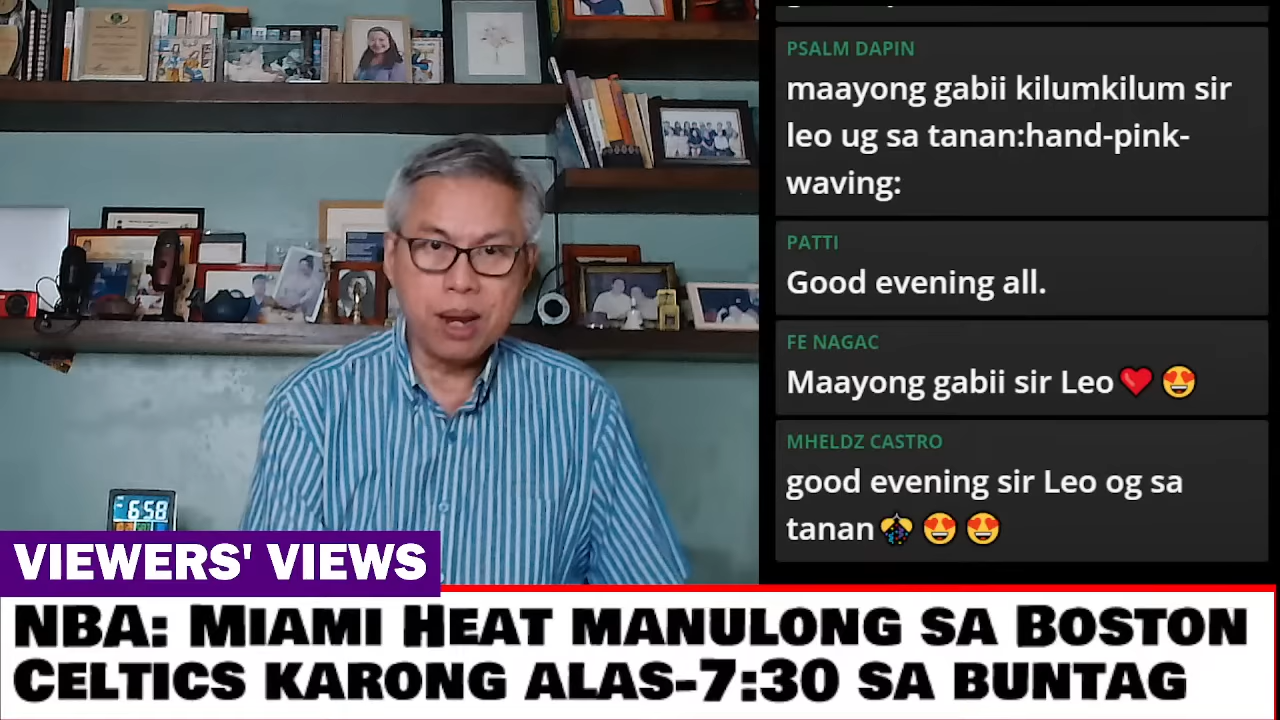 PSALM DAPIN
maayong gabii kilumkilum sir
leo ug sa tanan:hand-pink-
waving:
PATTI
Good evening all.
FE NAGAC
Maayong gabii sir Leo❤️😍
MHELDZ CASTRO
good evening sir Leo og sa
tanan🎊😍😍
6:58
VIEWERS' VIEWS
NBA: MIAMI HEAT MANULONG SA BOSTON
CELTICS KARONG ALAS-7:30 SA BUNTAG